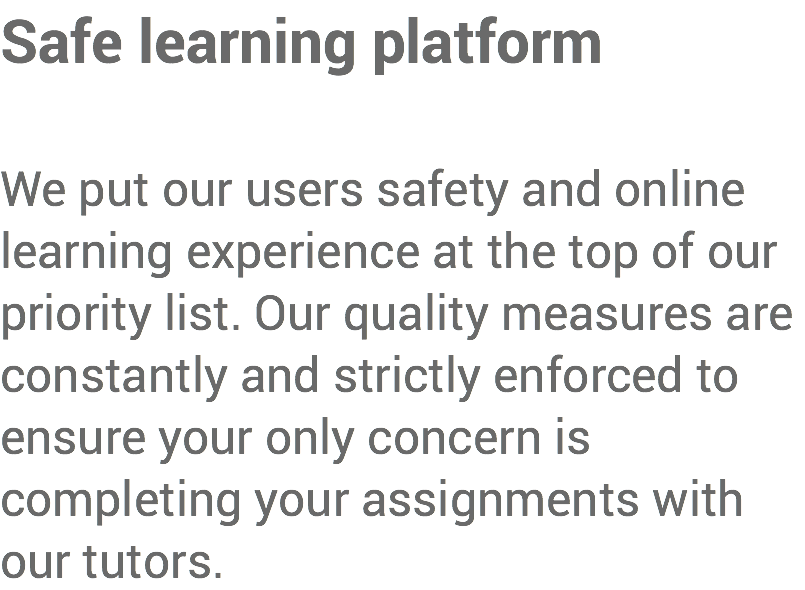 Safe learning platform
We put our users safety and online
learning experience at the top of our
priority list. Our quality measures are
constantly and strictly enforced to
ensure your only concern is
completing your assignments with
our tutors.